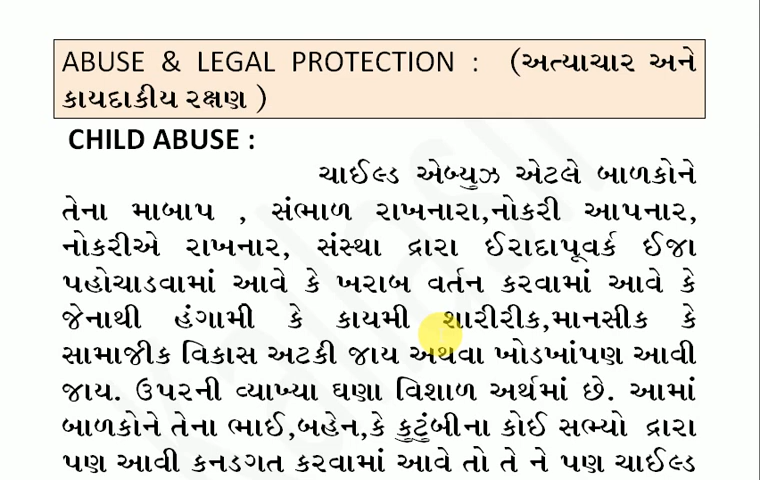 ABUSE & LEGAL PROTECTION : (અત્યાચાર અને
કાયદાકીય રક્ષણ )
CHILD ABUSE :
ચાઈલ્ડ એબ્યુઝ એટલે બાળકોને
તેના માબાપ , સંભાળ રાખનારા,નોકરી આપનાર,
નોકરીએ રાખનાર, સંસ્થા દ્રારા ઈરાદાપૂવર્ક ઈજા
પહોચાડવામાં આવે કે ખરાબ વર્તન કરવામાં આવે કે
જેનાથી હંગામી કે કાયમી શારીરીક,માનસીક કે
સામાજીક વિકાસ અટકી જાય અથવા ખોડખાંપણ આવી
જાય. ઉપરની વ્યાખ્યા ઘણા વિશાળ અર્થમાં છે. આમાં
બાળકોને તેના ભાઈ,બહેન,કે કુટુંબીના કોઈ સભ્યો દ્રારા
પણ આવી કનડગત કરવામાં આવે તો તે ને પણ ચાઈલ્ડ